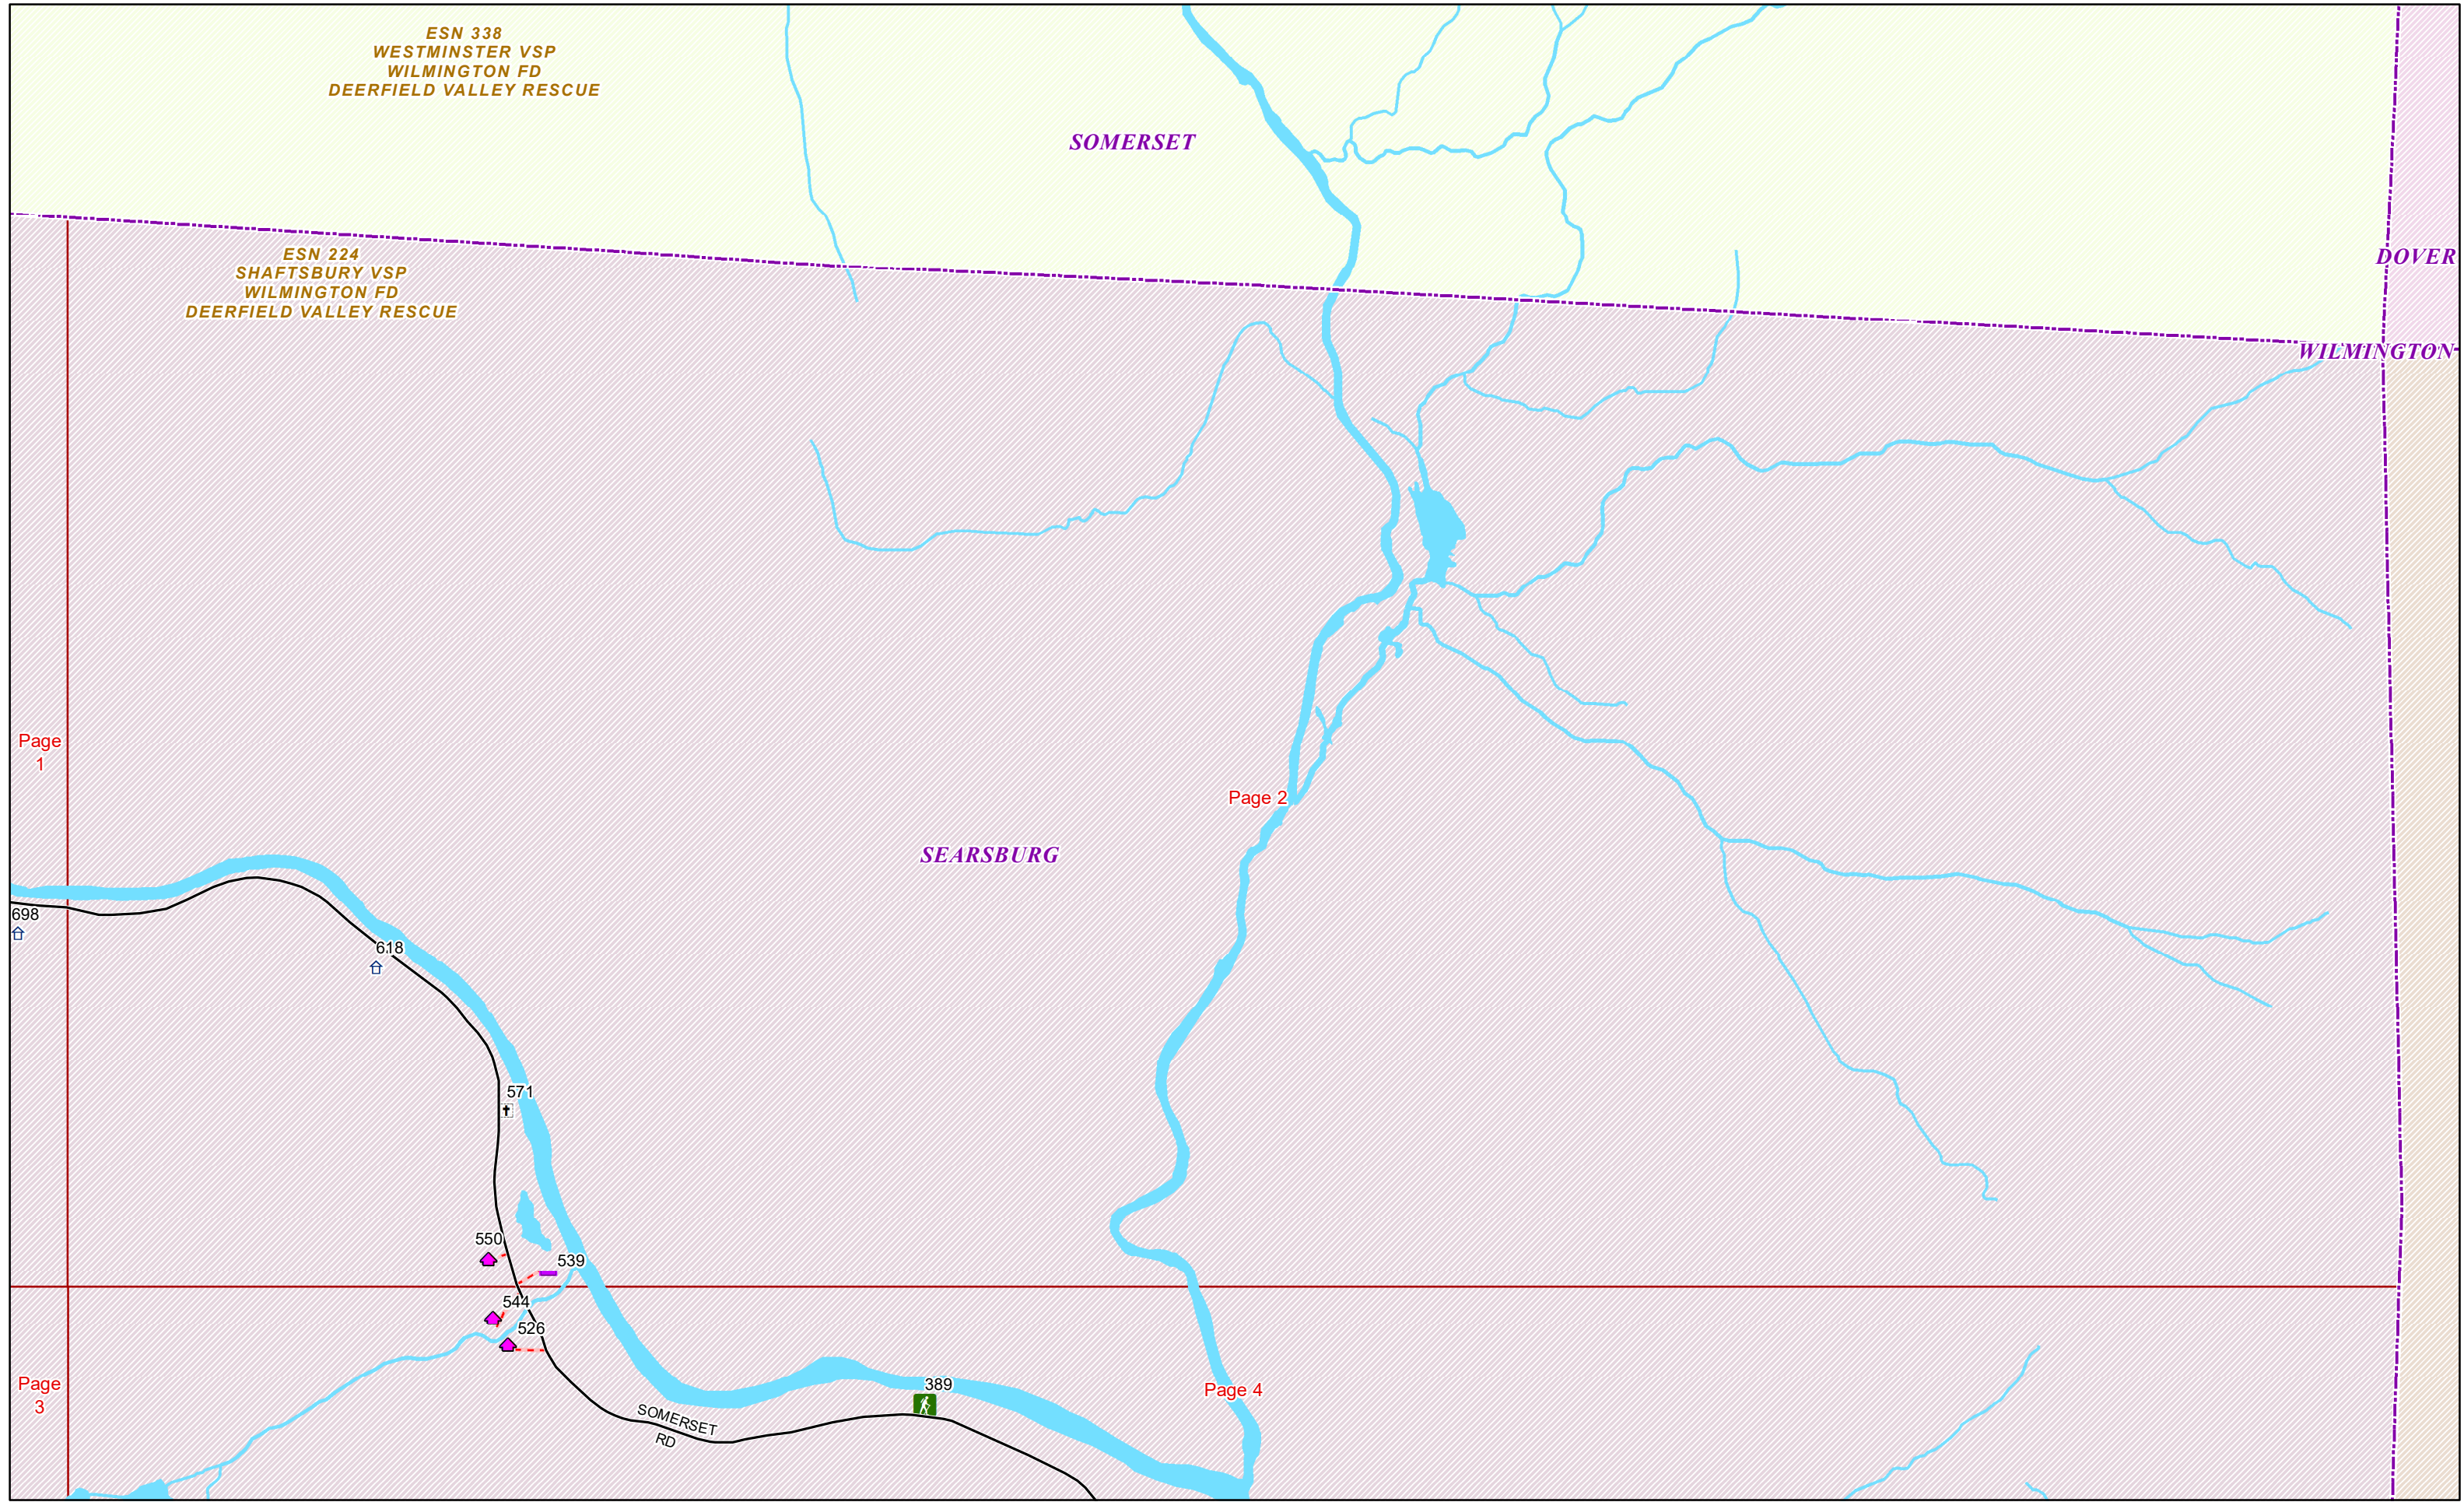 ESN 338
WESTMINSTER VSP
WILMINGTON FD
DEERFIELD VALLEY RESCUE
SOMERSET
ESN 224
SHAFTSBURY VSP
WILMINGTON FD
DEERFIELD VALLEY RESCUE
DOVER
WILMINGTON
Page
1
Page 2
SEARSBURG
698
618
571
550
539
544
526
Page
3
389
Page 4
SOMERSET
RD